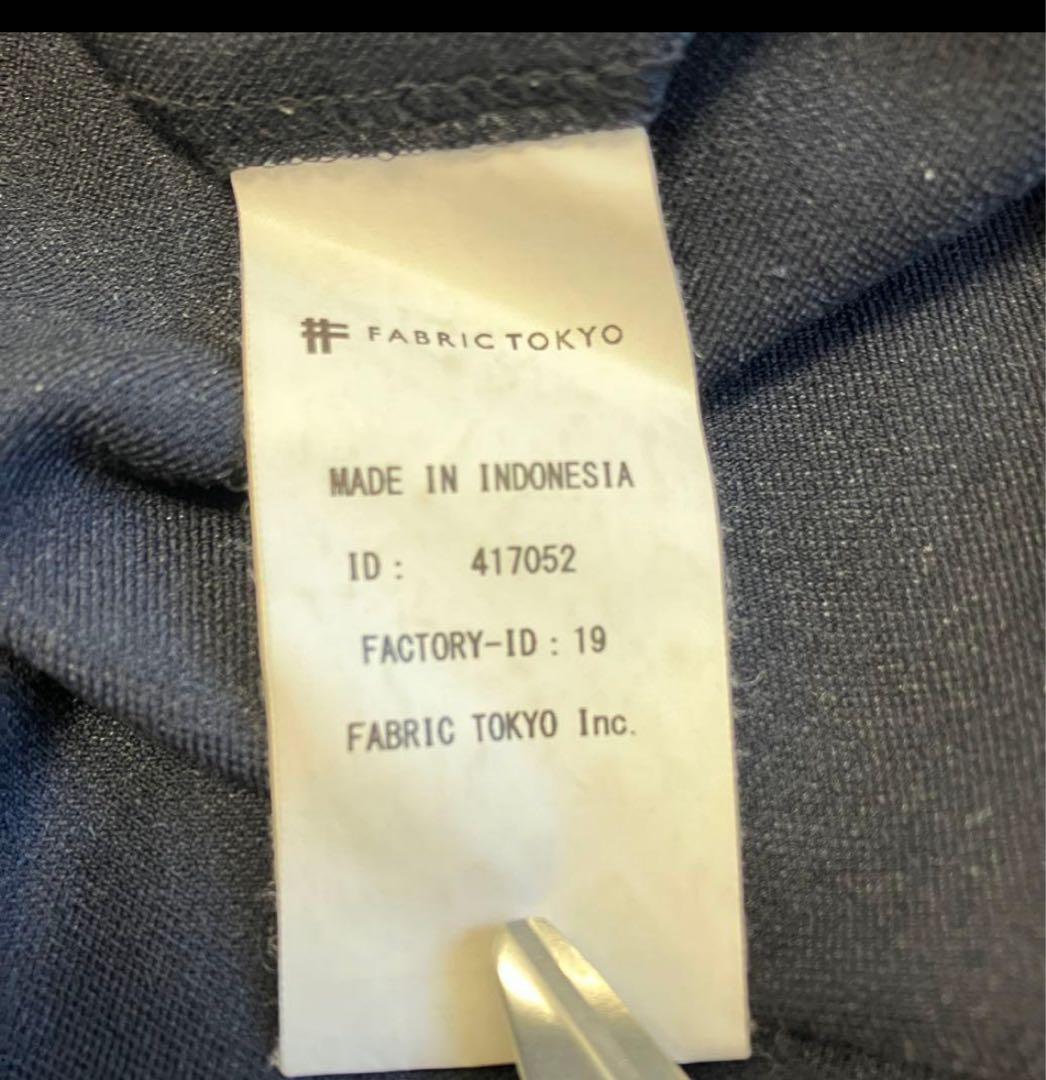 FABRIC TOKYO
MADE IN INDONESIA
ID : 417052
FACTORY-ID : 19
FABRIC TOKYO Inc.